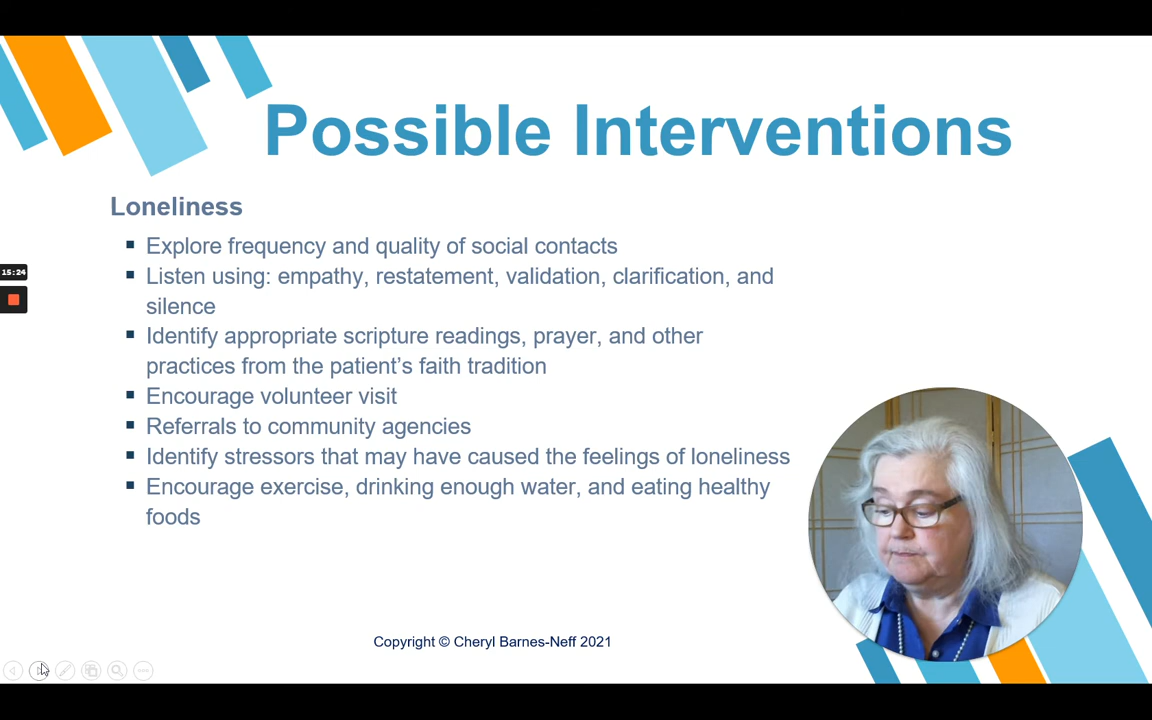 Possible Interventions
Loneliness
▪ Explore frequency and quality of social contacts
▪ Listen using: empathy, restatement, validation, clarification, and
silence
▪ Identify appropriate scripture readings, prayer, and other
practices from the patient’s faith tradition
▪ Encourage volunteer visit
▪ Referrals to community agencies
▪ Identify stressors that may have caused the feelings of loneliness
▪ Encourage exercise, drinking enough water, and eating healthy
foods
15:24
Copyright © Cheryl Barnes-Neff 2021